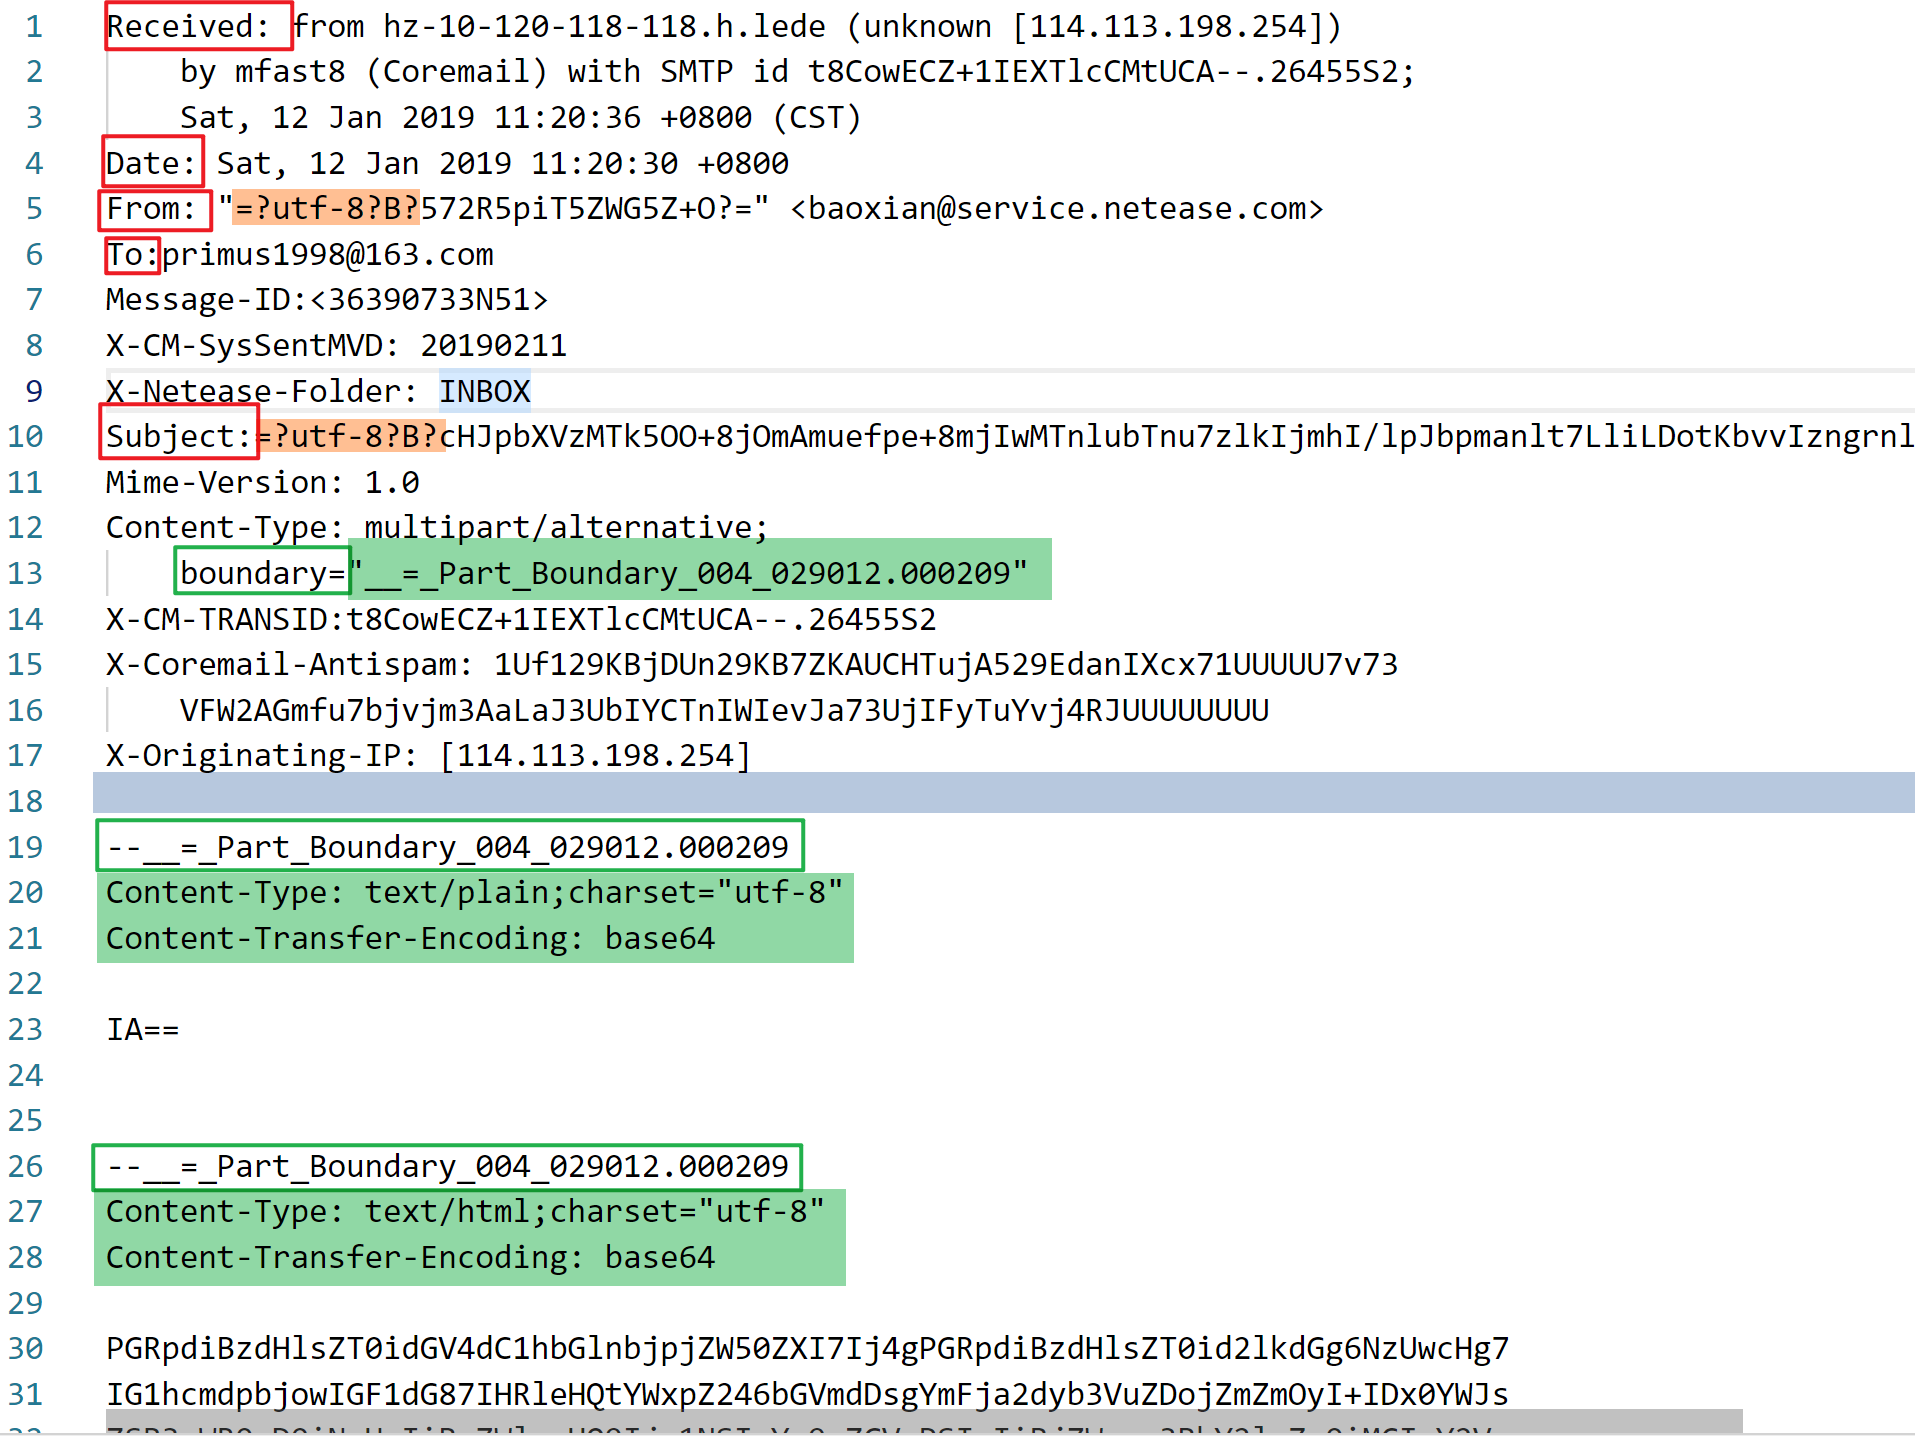 1 Received: from hz-10-120-118-118.h.lede (unknown [114.113.198.254])
2 by mfast8 (Coremail) with SMTP id t8CowECZ+1IEXTlcCMtUCA--.26455S2;
3 Sat, 12 Jan 2019 11:20:36 +0800 (CST)
4 Date: Sat, 12 Jan 2019 11:20:30 +0800
5 From: "=?utf-8?B?572R5piT5ZWG5Z+O?=" <baoxian@service.netease.com>
6 To:primus1998@163.com
7 Message-ID:<36390733N51>
8 X-CM-SysSentMVD: 20190211
9 X-Netease-Folder: INBOX
10 Subject:=?utf-8?B?cHJpbXVzMTk5OO+8jOmAmuefpe+8mjIwMTnlubTnu7zlkIjmhI/lpJbpmanlt7LliLDotKbvvIzngrnl
11 Mime-Version: 1.0
12 Content-Type: multipart/alternative;
13 boundary="__=_Part_Boundary_004_029012.000209"
14 X-CM-TRANSID:t8CowECZ+1IEXTlcCMtUCA--.26455S2
15 X-Coremail-Antispam: 1Uf129KBjDUn29KB7ZKAUCHTujA529EdanIXcx71UUUUU7v73
16 VFW2AGmfu7bjvjm3AaLaJ3UbIYCTnIWIevJa73UjIFyTuYvj4RJUUUUUUUU
17 X-Originating-IP: [114.113.198.254]
18
19 --__=_Part_Boundary_004_029012.000209
20 Content-Type: text/plain;charset="utf-8"
21 Content-Transfer-Encoding: base64
22
23 IA==
24
25
26 --__=_Part_Boundary_004_029012.000209
27 Content-Type: text/html;charset="utf-8"
28 Content-Transfer-Encoding: base64
29
30 PGRpdiBzdHlsZT0idGV4dC1hbGlnbjpjZW50ZXI7Ij4gPGRpdiBzdHlsZT0id2lkdGg6NzUwcHg7
31 IG1hcmdpbjowIGF1dG87IHRleHQtYWxpZ246bGVmdDsgYmFja2dyb3VuZDojZmZmOyI+IDx0YWJs